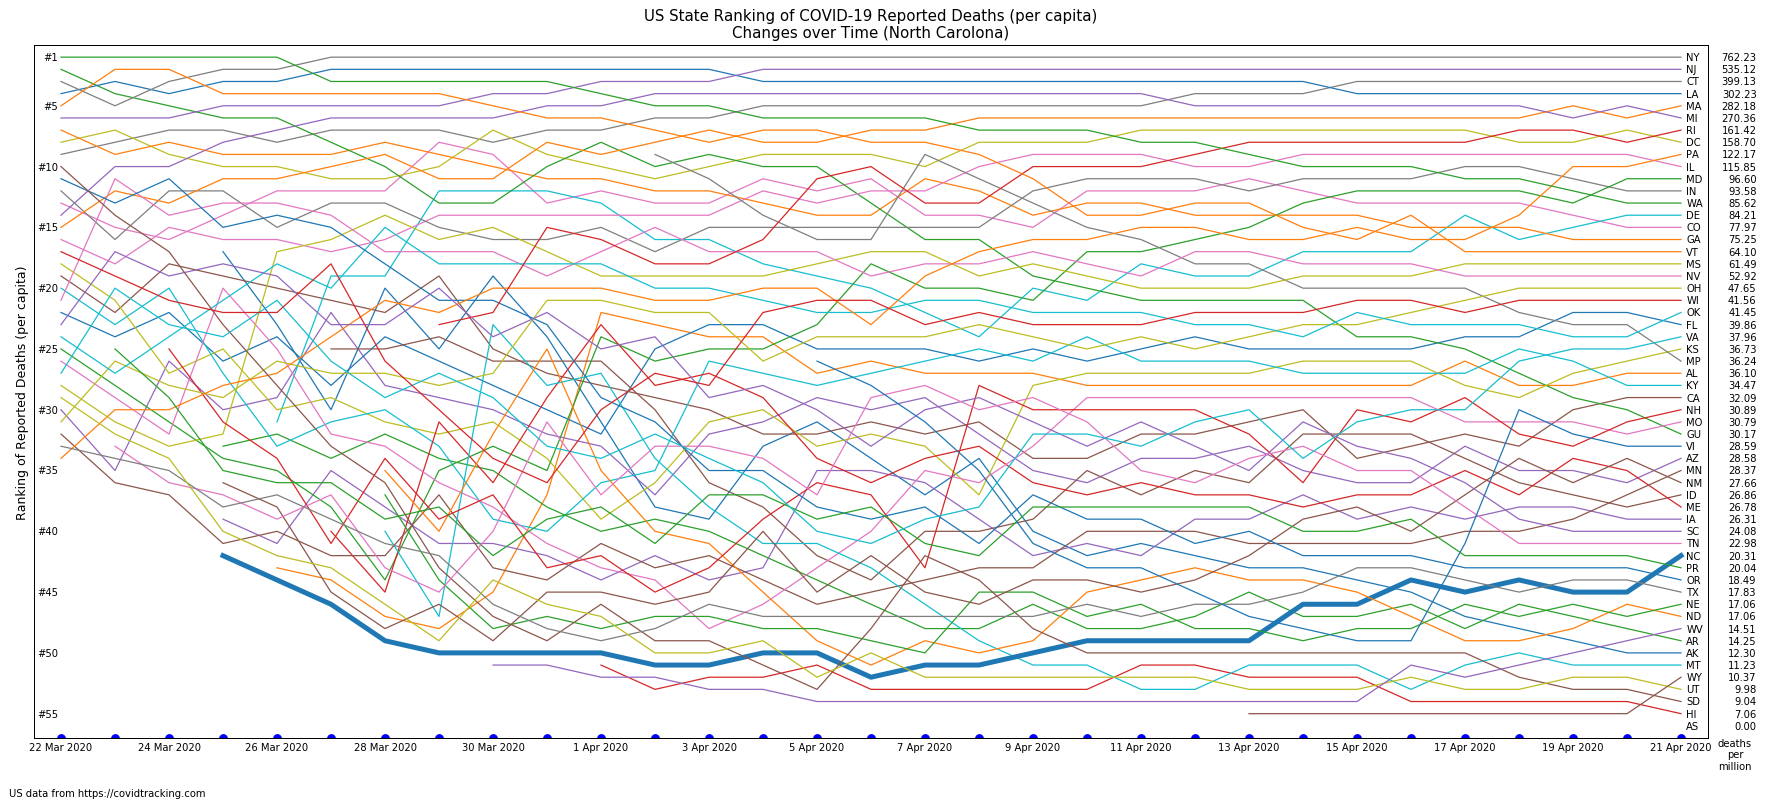 US State Ranking of COVID-19 Reported Deaths (per capita)
Changes over Time (North Carolona)
Ranking of Reported Deaths (per capita)
#1
#5
#10
#15
#20
#25
#30
#35
#40
#45
#50
#55
NY 762.23
NJ 535.12
CT 399.13
LA 302.23
MA 282.18
MI 270.36
RI 161.42
DC 158.70
PA 122.17
IL 115.85
MD 96.60
IN 93.58
WA 85.62
DE 84.21
CO 77.97
GA 75.25
VT 64.10
MS 61.49
NV 52.92
OH 47.65
WI 41.56
OK 41.45
FL 39.86
VA 37.96
KS 36.73
MP 36.24
AL 36.10
KY 34.47
CA 32.09
NH 30.89
MO 30.79
GU 30.17
VI 28.59
AZ 28.58
MN 28.37
NM 27.66
ID 26.86
ME 26.78
IA 26.31
SC 24.08
TN 22.98
NC 20.31
PR 20.04
OR 18.49
TX 17.83
NE 17.06
ND 17.06
WV 14.51
AR 14.25
AK 12.30
MT 11.23
WY 10.37
UT 9.98
SD 9.04
HI 7.06
AS 0.00
22 Mar 2020 24 Mar 2020 26 Mar 2020 28 Mar 2020 30 Mar 2020 1 Apr 2020 3 Apr 2020 5 Apr 2020 7 Apr 2020 9 Apr 2020 11 Apr 2020 13 Apr 2020 15 Apr 2020 17 Apr 2020 19 Apr 2020 21 Apr 2020
deaths
per
million
US data from https://covidtracking.com